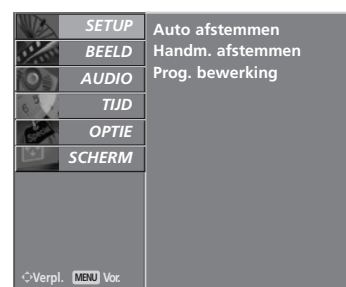 SETUP
BEELD
AUDIO
TIJD
OPTIE
SCHERM
Auto afstemmen
Handm. afstemmen
Prog. bewerking
Verpl. MENU Vor.